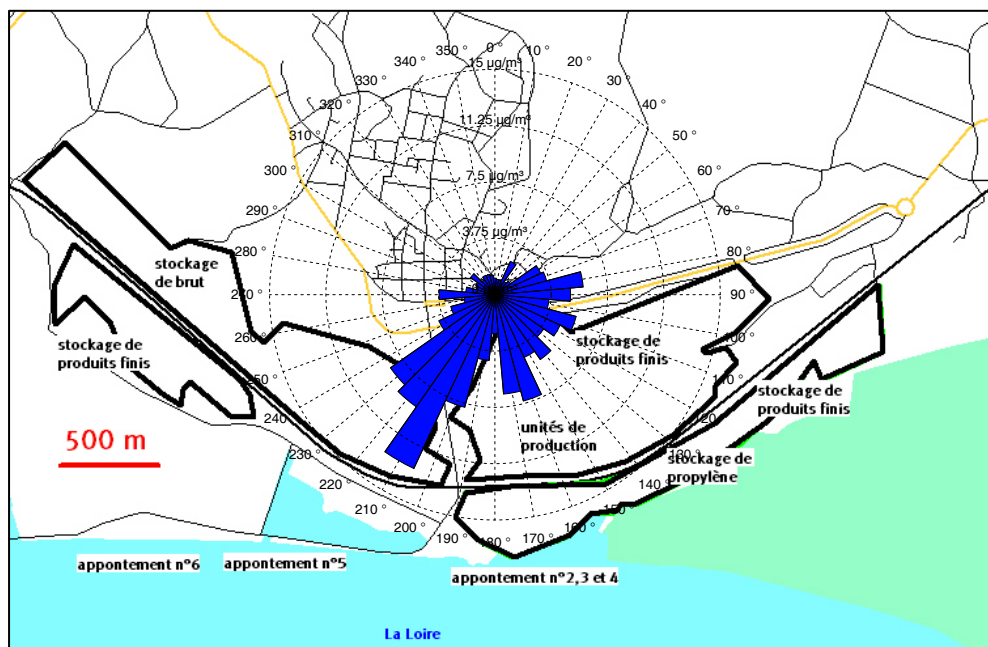 0 °
350 °
10 °
340 °
15 µg/m³
20 °
330 °
30 °
320 °
40 °
310 °
11.25 µg/m³
50 °
300 °
60 °
7.5 µg/m³
290 °
70 °
3.75 µg/m³
280 °
80 °
stockage
de brut
270 °
90 °
260 °
100 °
stockage de
produits finis
stockage de
produits finis
250 °
110 °
stockage de
produits finis
240 °
120 °
unités de
production
500 m
230 °
130 °
stockage de
propylène
220 °
140 °
210 °
150 °
200 °
160 °
190 °
180 °
170 °
appontement n°6
appontement n°5
appontement n°2,3 et 4
La Loire